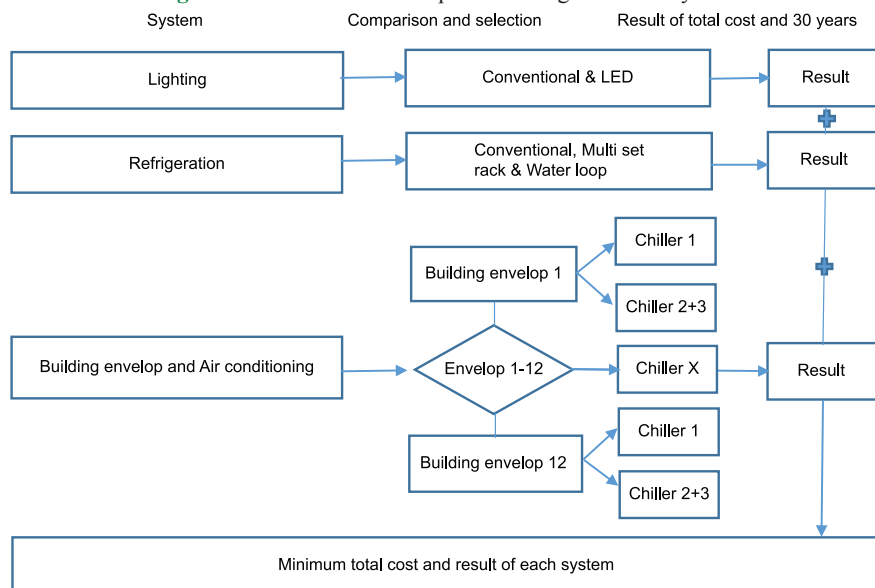 System Comparison and selection Result of total cost and 30 years
Lighting
Conventional & LED
Result
Refrigeration
Conventional, Multi set
rack & Water loop
Result
Chiller 1
Building envelop 1
Chiller 2+3
Building envelop and Air conditioning
Envelop 1-12
Chiller X
Result
Chiller 1
Building envelop 12
Chiller 2+3
Minimum total cost and result of each system